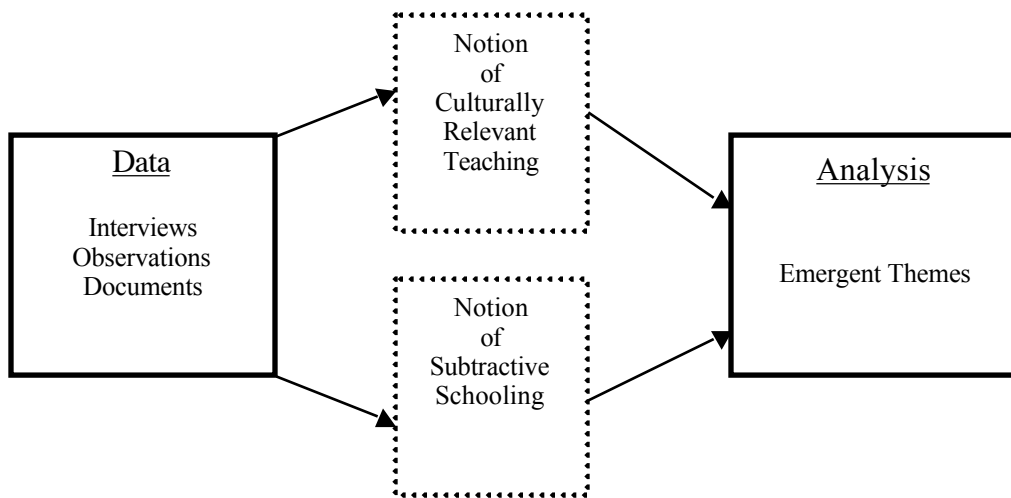 Data
Interviews
Observations
Documents
Notion
of
Culturally
Relevant
Teaching
Notion
of
Subtractive
Schooling
Analysis
Emergent Themes